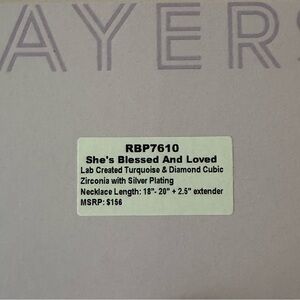 AYERS
RBP7610
She's Blessed And Loved
Lab Created Turquoise & Diamond Cubic
Zirconia with Silver Plating
Necklace Length: 18"- 20" + 2.5" extender
MSRP: $156